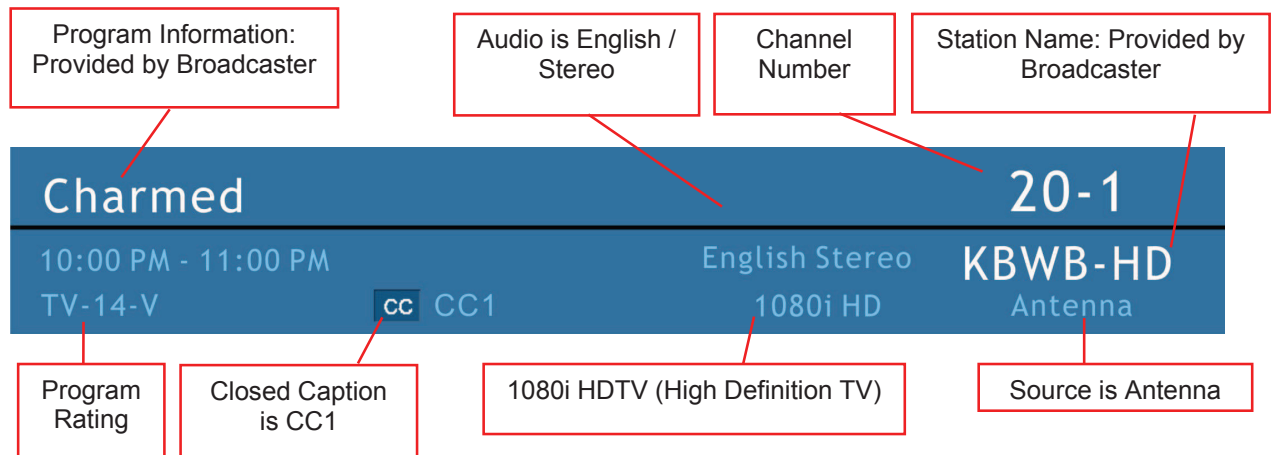 Program Information:
Provided by Broadcaster
Audio is English /
Stereo
Channel
Number
Station Name: Provided by
Broadcaster
Charmed
20-1
10:00 PM - 11:00 PM
English Stereo
KBWB-HD
TV-14-V
CC CC1
1080i HD
Antenna
Program
Rating
Closed Caption
is CC1
1080i HDTV (High Definition TV)
Source is Antenna